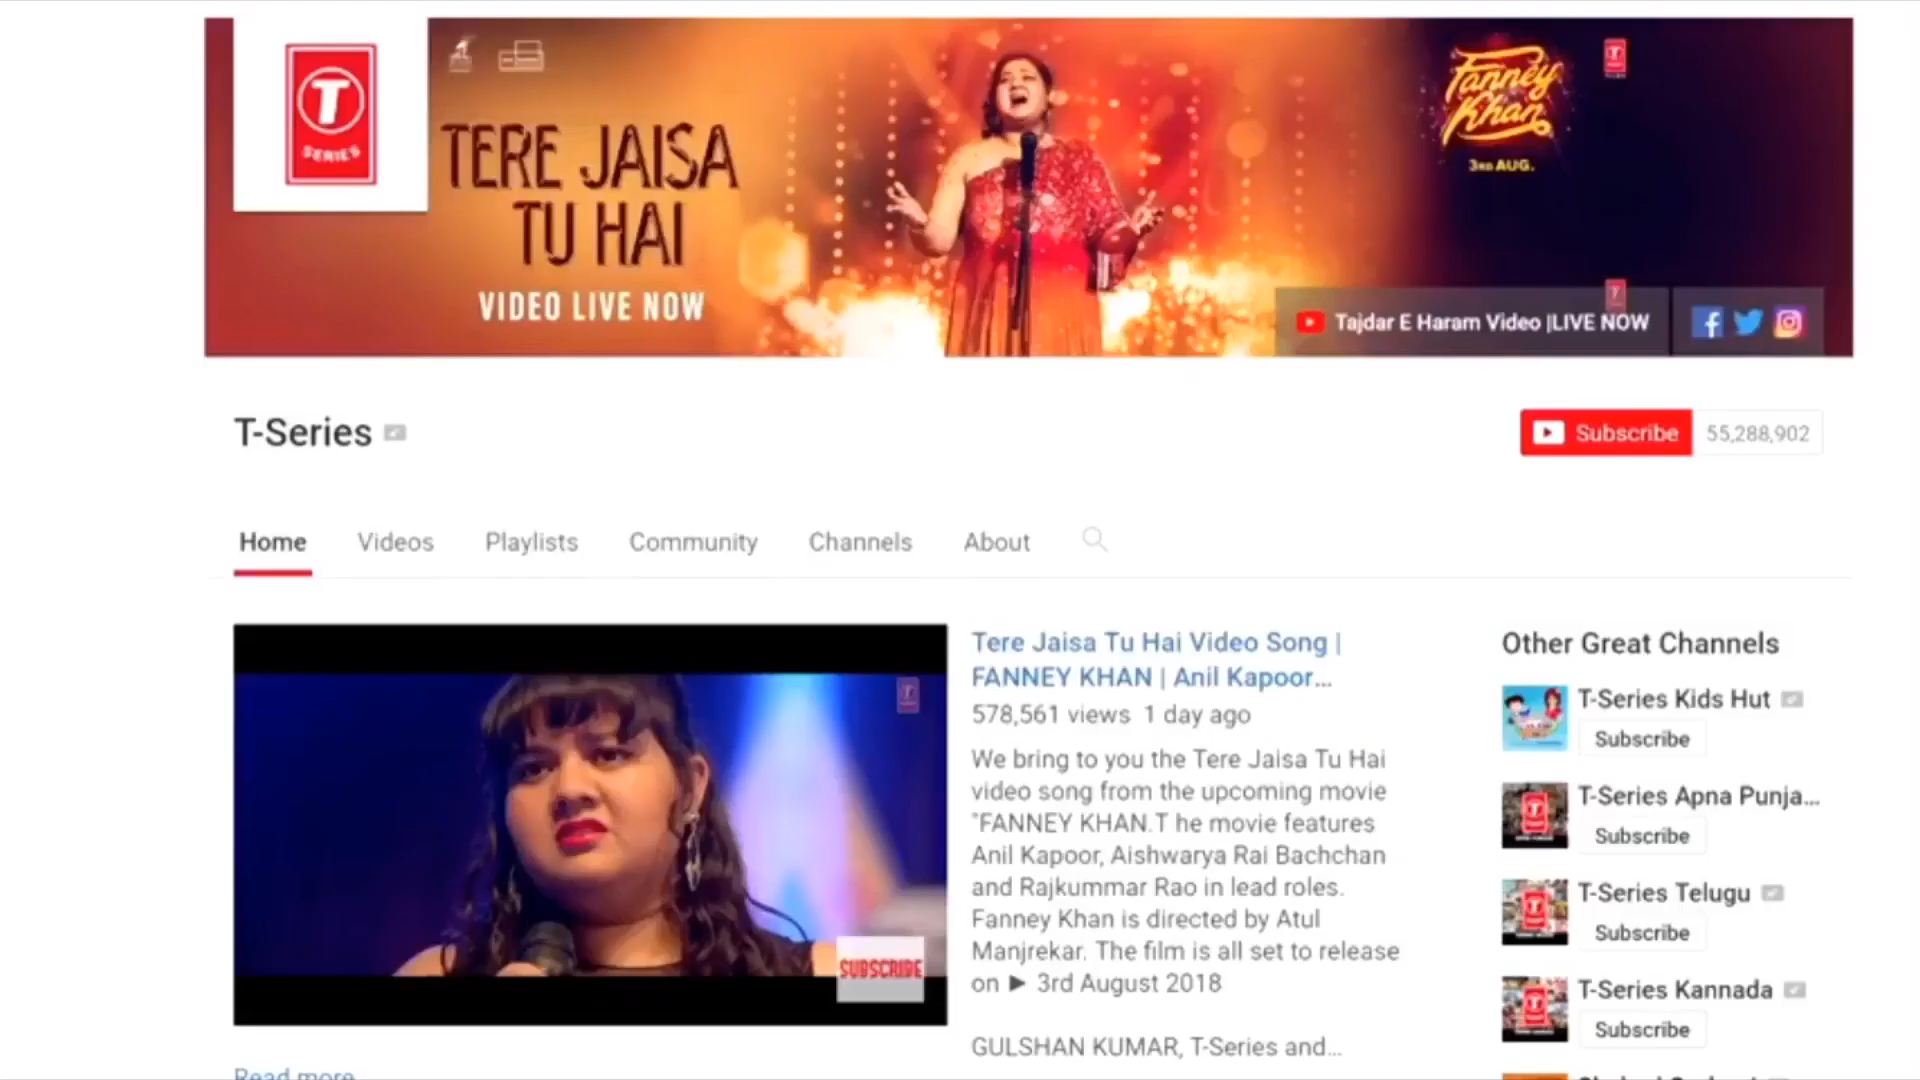 T
SERIES
TERE JAISA
TU HAI
VIDEO LIVE NOW
Fanney
Khan
3RD AUG.
Tajdar E Haram Video |LIVE NOW
T-Series
Subscribe 55,288,902
Home Videos Playlists Community Channels About
SUBSCRIBE
Read more
Tere Jaisa Tu Hai Video Song |
FANNEY KHAN | Anil Kapoor...
578,561 views 1 day ago
We bring to you the Tere Jaisa Tu Hai
video song from the upcoming movie
"FANNEY KHAN.T he movie features
Anil Kapoor, Aishwarya Rai Bachchan
and Rajkummar Rao in lead roles.
Fanney Khan is directed by Atul
Manjrekar. The film is all set to release
on ► 3rd August 2018
GULSHAN KUMAR, T-Series and...
Other Great Channels
T-Series Kids Hut
Subscribe
T-Series Apna Punja...
Subscribe
T-Series Telugu
Subscribe
T-Series Kannada
Subscribe